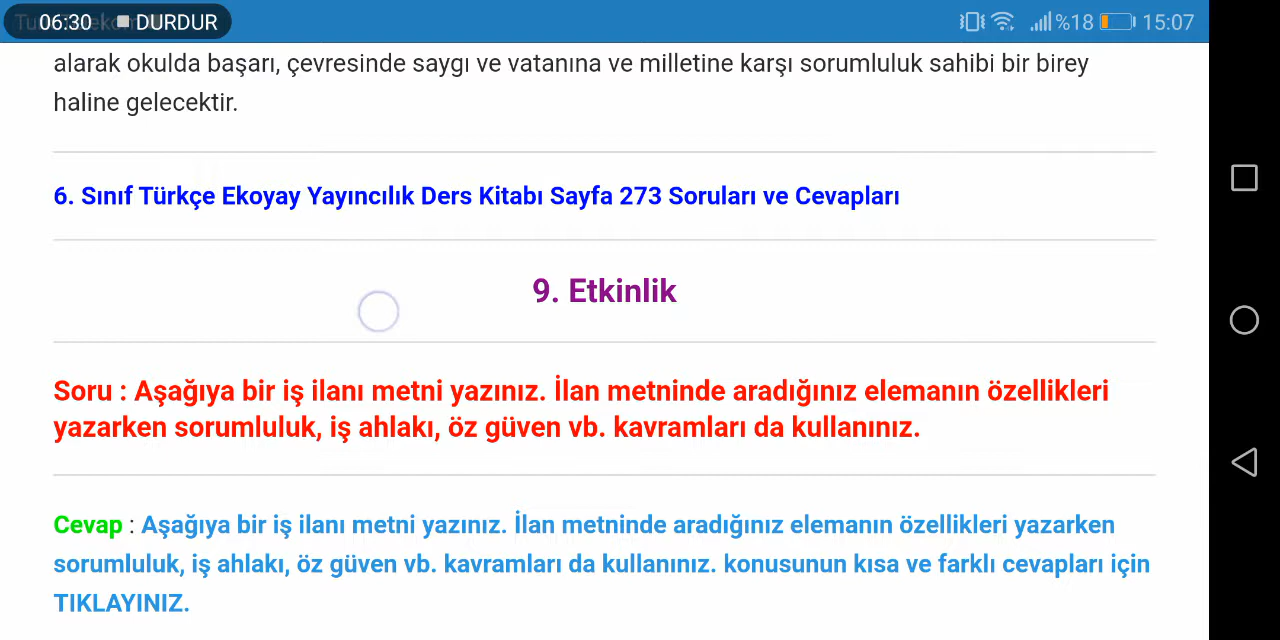 06:30 DURDUR %18 15:07
alarak okulda başarı, çevresinde saygı ve vatanına ve milletine karşı sorumluluk sahibi bir birey
haline gelecektir.
6. Sınıf Türkçe Ekoyay Yayıncılık Ders Kitabı Sayfa 273 Soruları ve Cevapları
9. Etkinlik
Soru : Aşağıya bir iş ilanı metni yazınız. İlan metninde aradığınız elemanın özellikleri
yazarken sorumluluk, iş ahlakı, öz güven vb. kavramları da kullanınız.
Cevap : Aşağıya bir iş ilanı metni yazınız. İlan metninde aradığınız elemanın özellikleri yazarken
sorumluluk, iş ahlakı, öz güven vb. kavramları da kullanınız. konusunun kısa ve farklı cevapları için
TIKLAYINIZ.